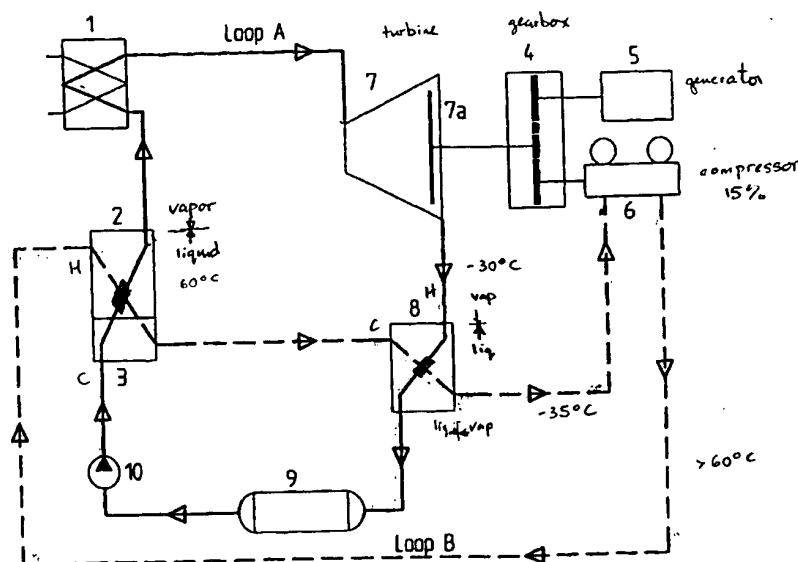 1
Loop A
turbine
gearbox
4
5
generator
7
7a
compressor
15%
6
2
vapor
liquid
60°C
H
-30°C
H
vap
8
liq
C
C
3
-35°C
vap
>60°C
10
9
Loop B